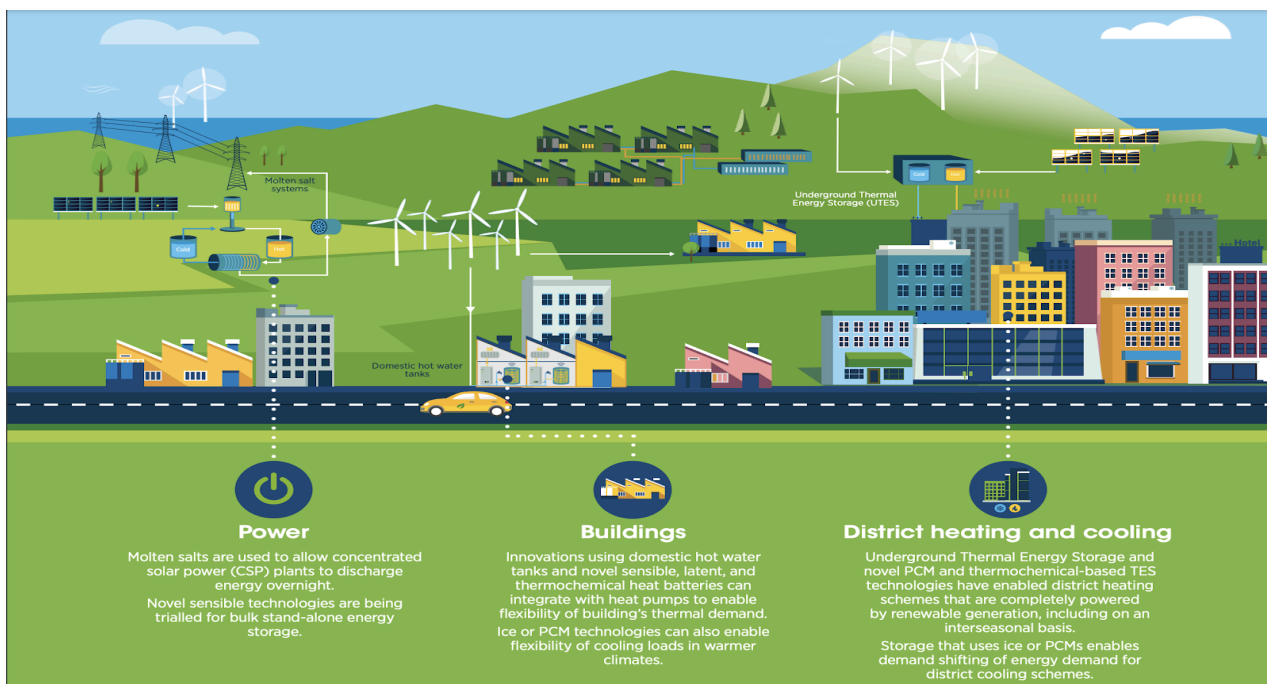 Molten salt
systems
Cold
Hot
Domestic hot water
tanks
Underground Thermal
Energy Storage (UTES)
Cold
Hot
Hotel
Power
Molten salts are used to allow concentrated
solar power (CSP) plants to discharge
energy overnight.
Novel sensible technologies are being
trialled for bulk stand-alone energy
storage.
Buildings
Innovations using domestic hot water
tanks and novel sensible, latent, and
thermochemical heat batteries can
integrate with heat pumps to enable
flexibility of building's thermal demand.
Ice or PCM technologies can also enable
flexibility of cooling loads in warmer
climates.
District heating and cooling
Underground Thermal Energy Storage and
novel PCM and thermochemical-based TES
technologies have enabled district heating
schemes that are completely powered
by renewable generation, including on an
interseasonal basis.
Storage that uses ice or PCMs enables
demand shifting of energy demand for
district cooling schemes.